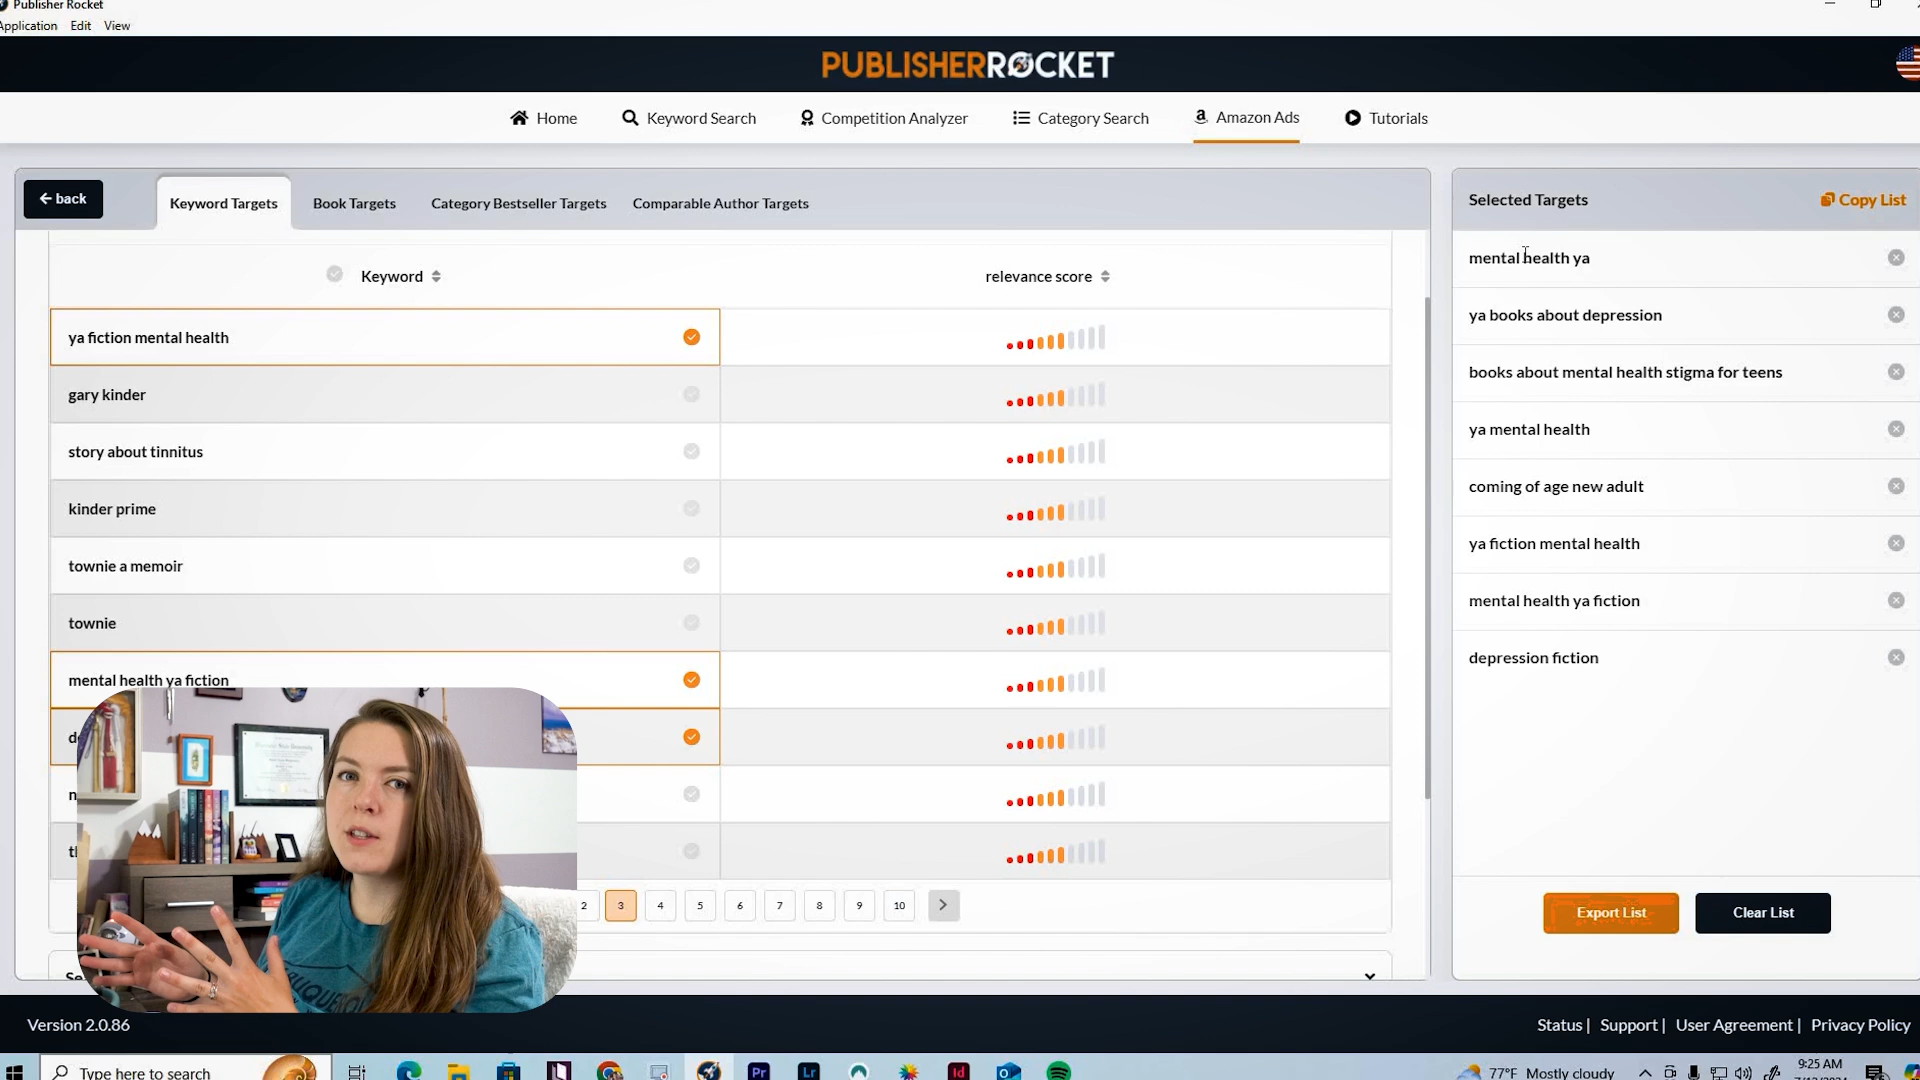 Publisher Rocket
Application Edit View
PUBLISHERROCKET
Home Keyword Search Competition Analyzer Category Search Amazon Ads Tutorials
back Keyword Targets Book Targets Category Bestseller Targets Comparable Author Targets
Keyword relevance score
ya fiction mental health
gary kinder
story about tinnitus
kinder prime
townie a memoir
townie
mental health ya fiction
2 3 4 5 6 7 8 9 10
Selected Targets Copy List
mental health ya
ya books about depression
books about mental health stigma for teens
ya mental health
coming of age new adult
ya fiction mental health
mental health ya fiction
depression fiction
Export List Clear List
Version 2.0.86
Status | Support | User Agreement | Privacy Policy
Type here to search
Pr Lr Id
77°F Mostly cloudy
9:25 AM